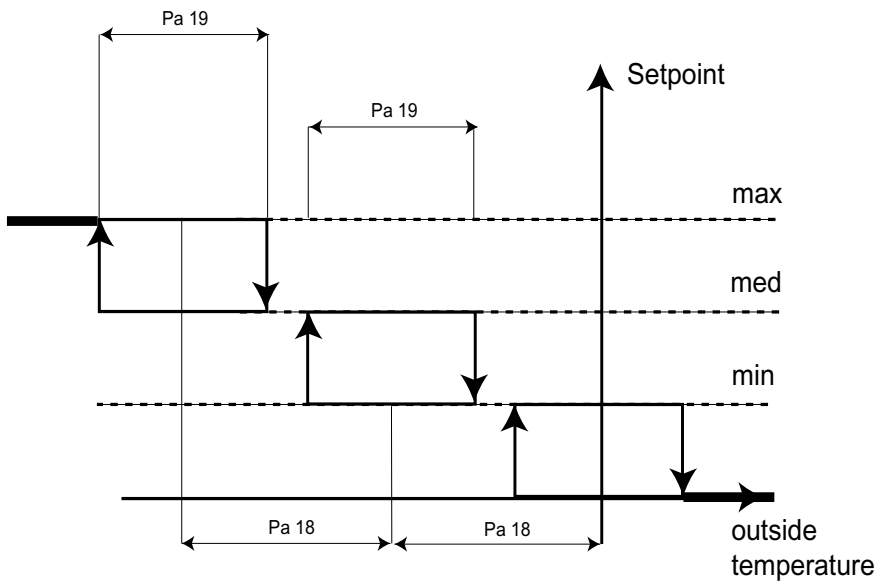 Pa 19
Setpoint
Pa 19
max
med
min
Pa 18
Pa 18
outside
temperature